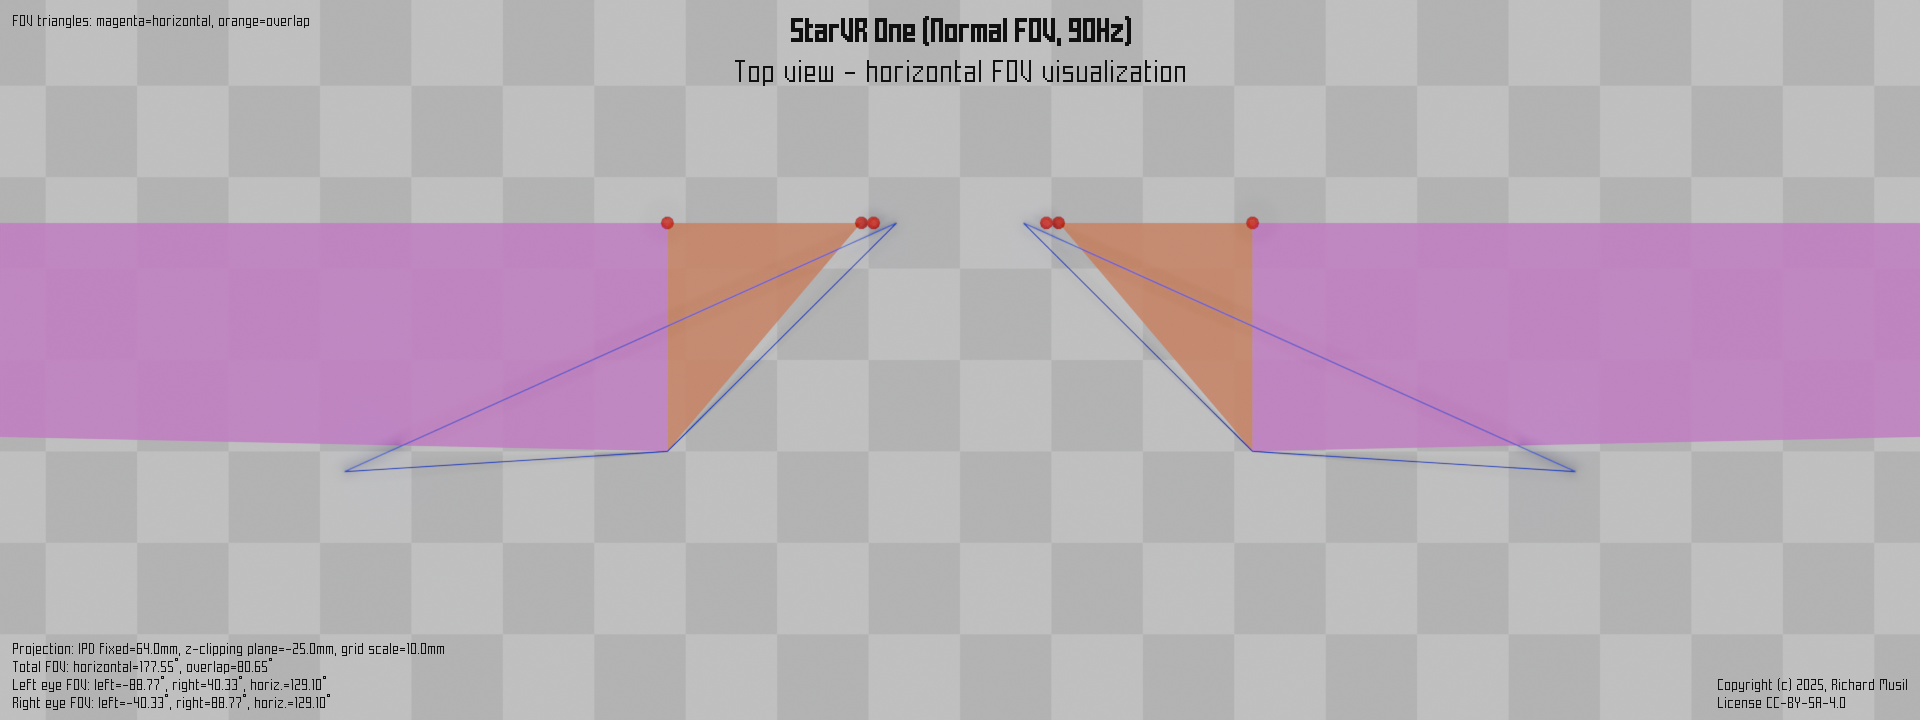 FOV triangles: magenta=horizontal, orange=overlap
StarVR One (Normal FOV, 90Hz)
Top view - horizontal FOV visualization
Projection: IPD fixed=64.0mm, z-clipping plane=-25.0mm, grid scale=10.0mm
Total FOV: horizontal=177.55°, overlap=80.65°
Left eye FOV: left=-88.77°, right=40.33°, horiz.=129.10°
Right eye FOV: left=-40.33°, right=88.77°, horiz.=129.10°
Copyright (c) 2025, Richard Musil
License CC-BY-SA-4.0